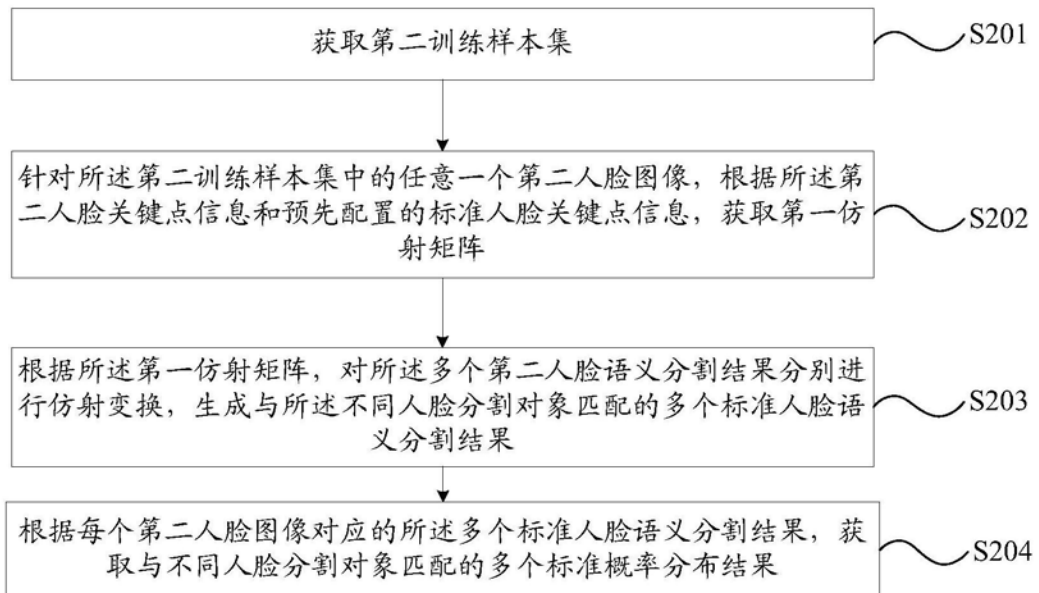 获取第二训练样本集
S201
针对所述第二训练样本集中的任意一个第二人脸图像，根据所述第
二人脸关键点信息和预先配置的标准人脸关键点信息，获取第一仿
射矩阵
S202
根据所述第一仿射矩阵，对所述多个第二人脸语义分割结果分别进
行仿射变换，生成与所述不同人脸分割对象匹配的多个标准人脸语
义分割结果
S203
根据每个第二人脸图像对应的所述多个标准人脸语义分割结果，获
取与不同人脸分割对象匹配的多个标准概率分布结果
S204